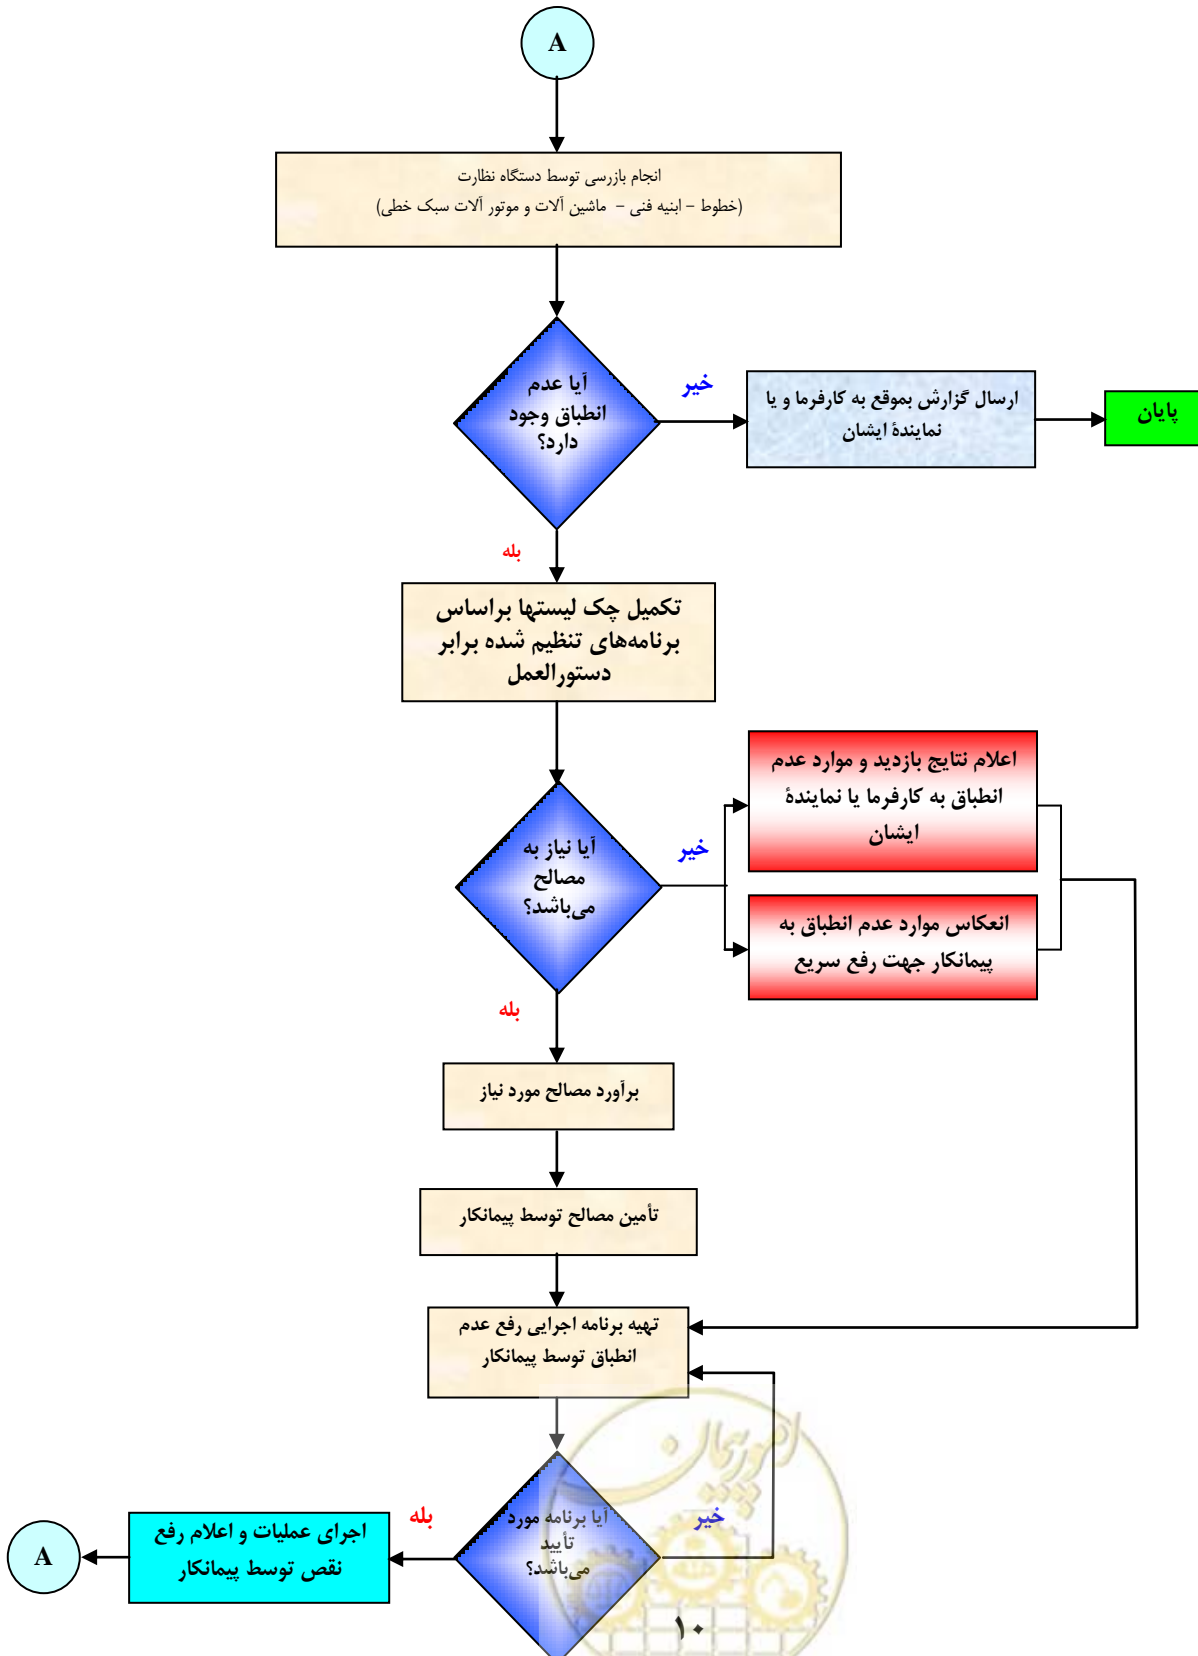 A
انجام بازرسی توسط دستگاه نظارت
(خطوط – ابنیه فنی – ماشین آلات و موتور آلات سبک خطی)
آیا عدم
انطباق وجود
دارد؟
خیر
ارسال گزارش بموقع به کارفرما و یا
نمایندهٔ ایشان
پایان
بله
تکمیل چک لیستها براساس
برنامه‌های تنظیم شده برابر
دستورالعمل
آیا نیاز به
مصالح
می‌باشد؟
خیر
اعلام نتایج بازدید و موارد عدم
انطباق به کارفرما یا نمایندهٔ
ایشان
انعکاس موارد عدم انطباق به
پیمانکار جهت رفع سریع
بله
برآورد مصالح مورد نیاز
تأمین مصالح توسط پیمانکار
تهیه برنامه اجرایی رفع عدم
انطباق توسط پیمانکار
امور پیمان
آیا برنامه مورد
تأیید
می‌باشد؟
خیر
بله
اجرای عملیات و اعلام رفع
نقص توسط پیمانکار
A
۱۰